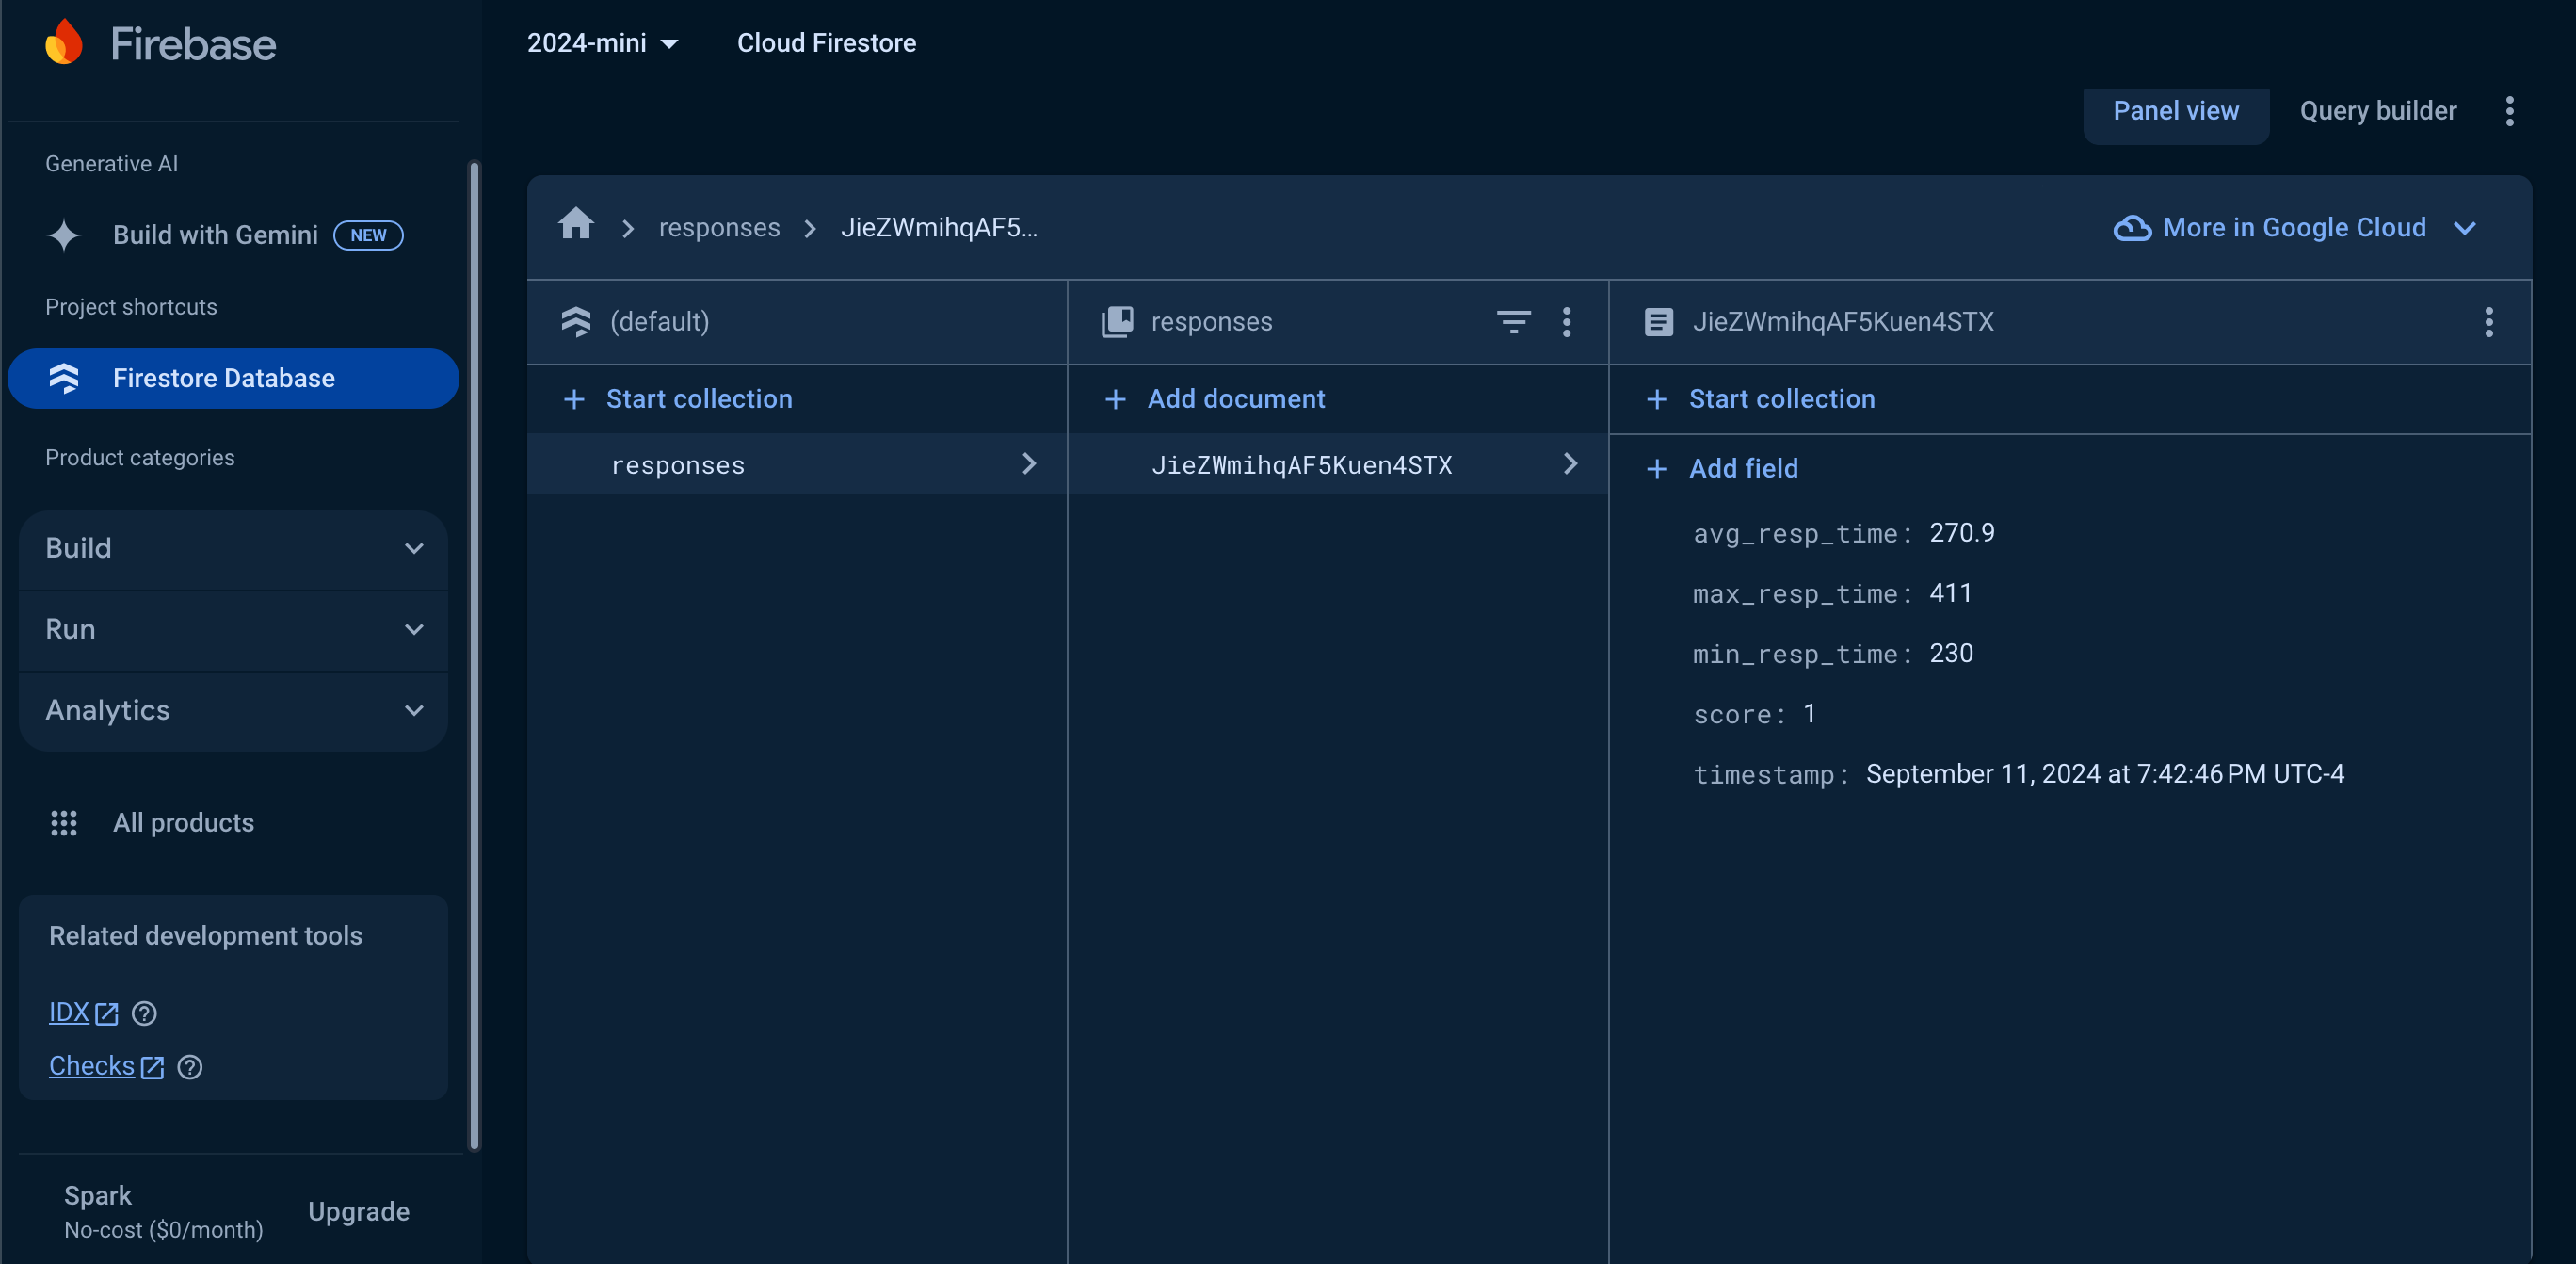 Firebase
2024-mini
Cloud Firestore
Panel view
Query builder
Generative AI
Build with Gemini NEW
Project shortcuts
Firestore Database
Product categories
Build
Run
Analytics
All products
Related development tools
IDX
Checks
Spark
No-cost ($0/month)
Upgrade
responses
JieZWmihqAF5...
More in Google Cloud
(default)
Start collection
responses
responses
Add document
JieZWmihqAF5Kuen4STX
JieZWmihqAF5Kuen4STX
Start collection
Add field
avg_resp_time: 270.9
max_resp_time: 411
min_resp_time: 230
score: 1
timestamp: September 11, 2024 at 7:42:46 PM UTC-4